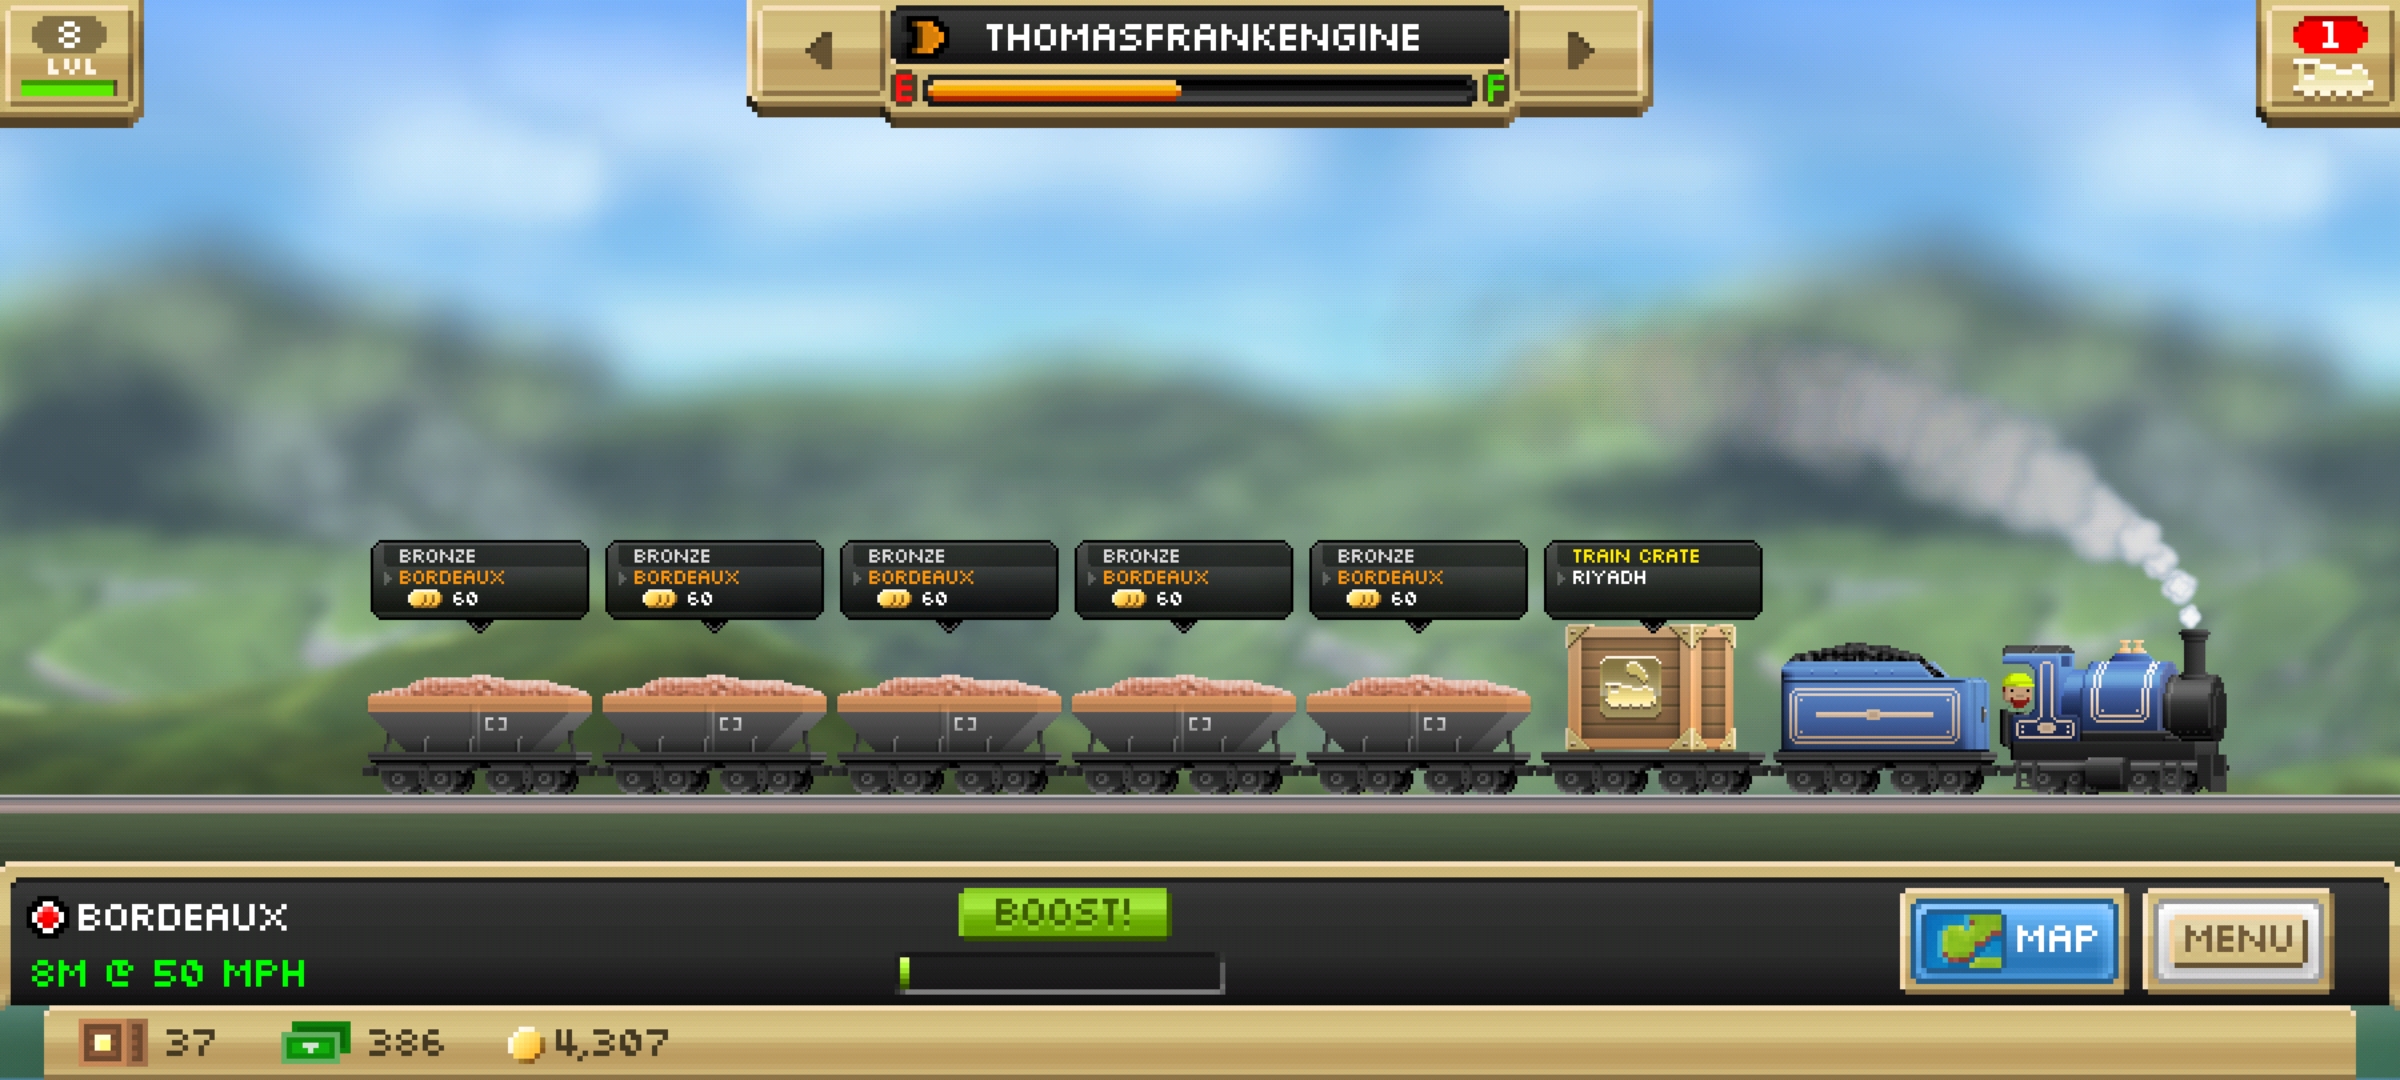 8
LVL
THOMASFRANKENGINE
E
F
1
BRONZE
BORDEAUX
60
BRONZE
BORDEAUX
60
BRONZE
BORDEAUX
60
BRONZE
BORDEAUX
60
BRONZE
BORDEAUX
60
TRAIN CRATE
RIYADH
BORDEAUX
8M @ 50 MPH
BOOST!
MAP
MENU
37
386
4,307